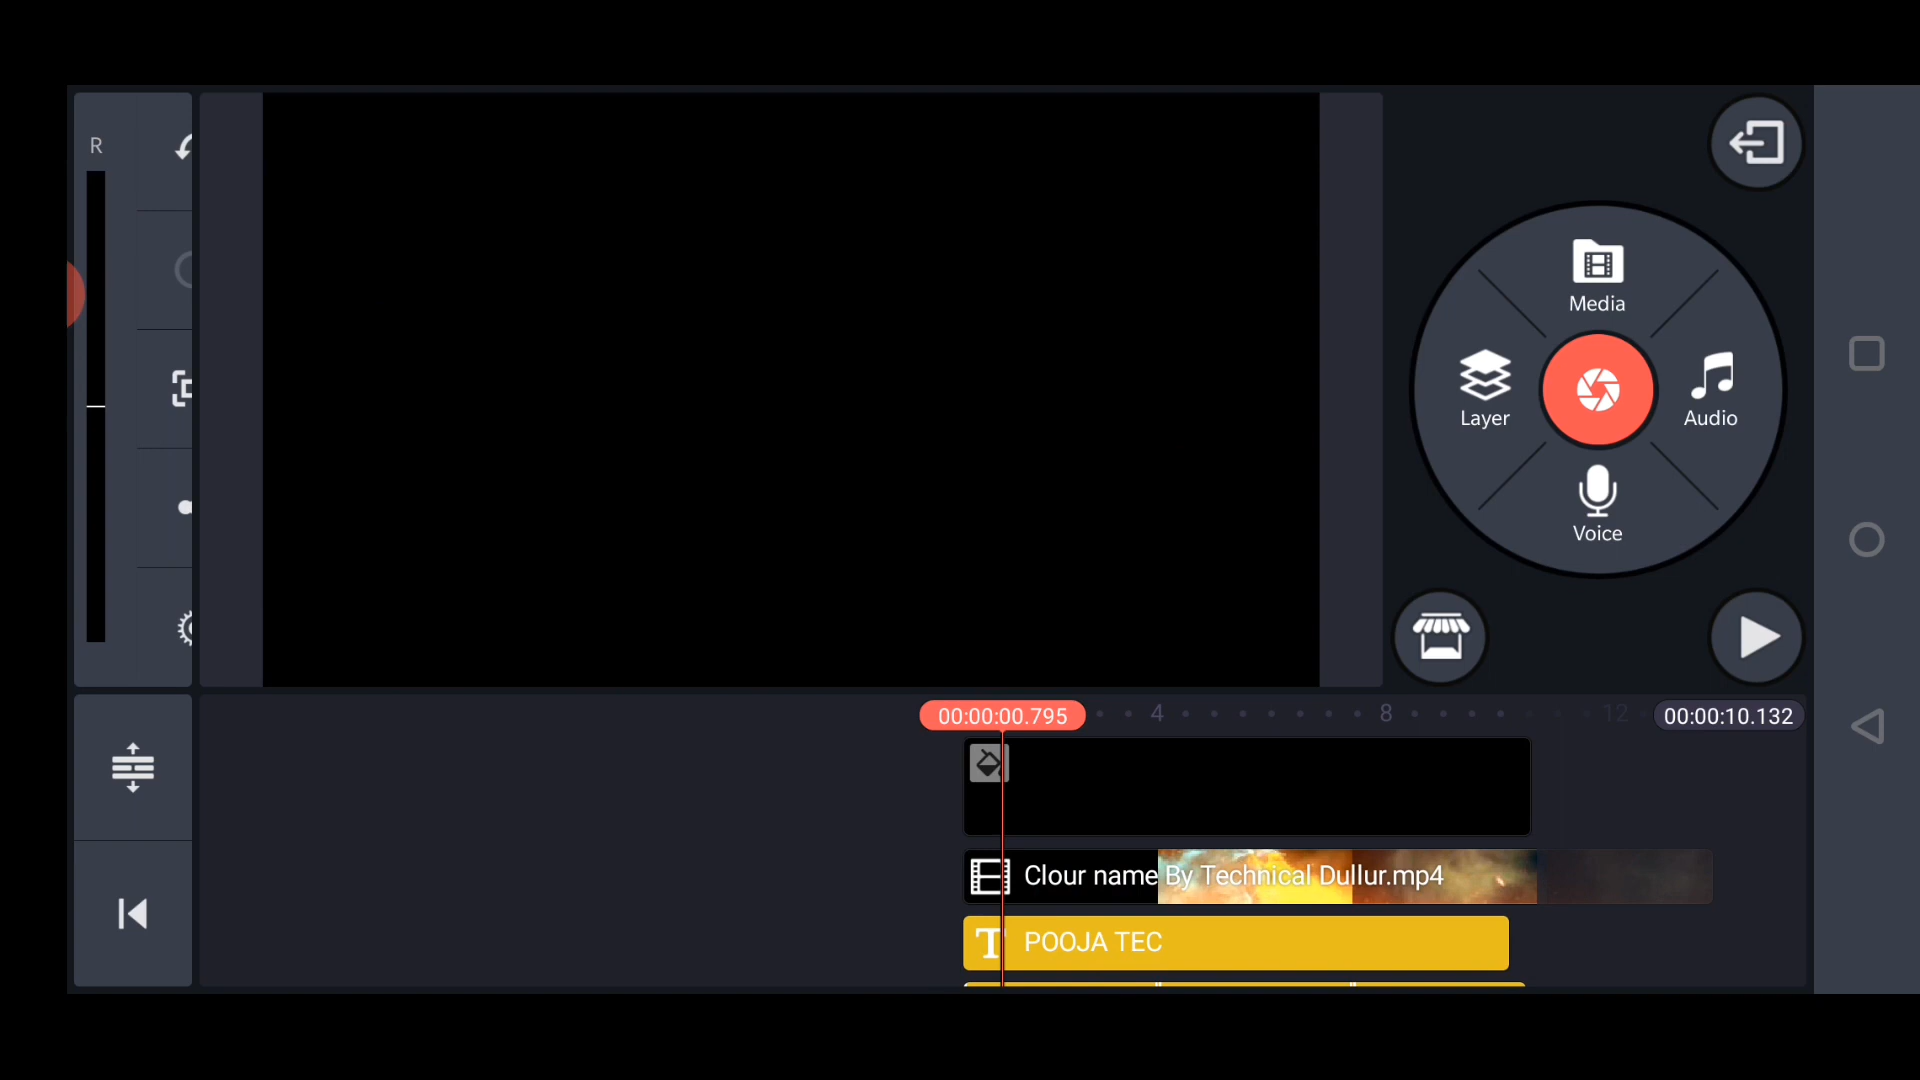 R
Media
Layer
Audio
Voice
00:00:00.795
4
8
12
00:00:10.132
Clour name By Technical Dullur.mp4
T
POOJA TEC